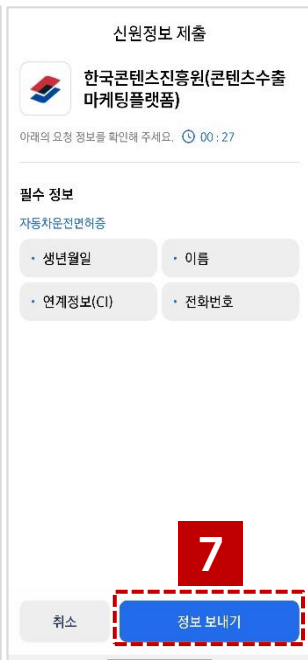 신원정보 제출
한국콘텐츠진흥원(콘텐츠수출
마케팅플랫폼)
아래의 요청 정보를 확인해 주세요. 00 : 27
필수 정보
자동차운전면허증
· 생년월일 · 이름
· 연계정보(CI) · 전화번호
7
취소 정보 보내기